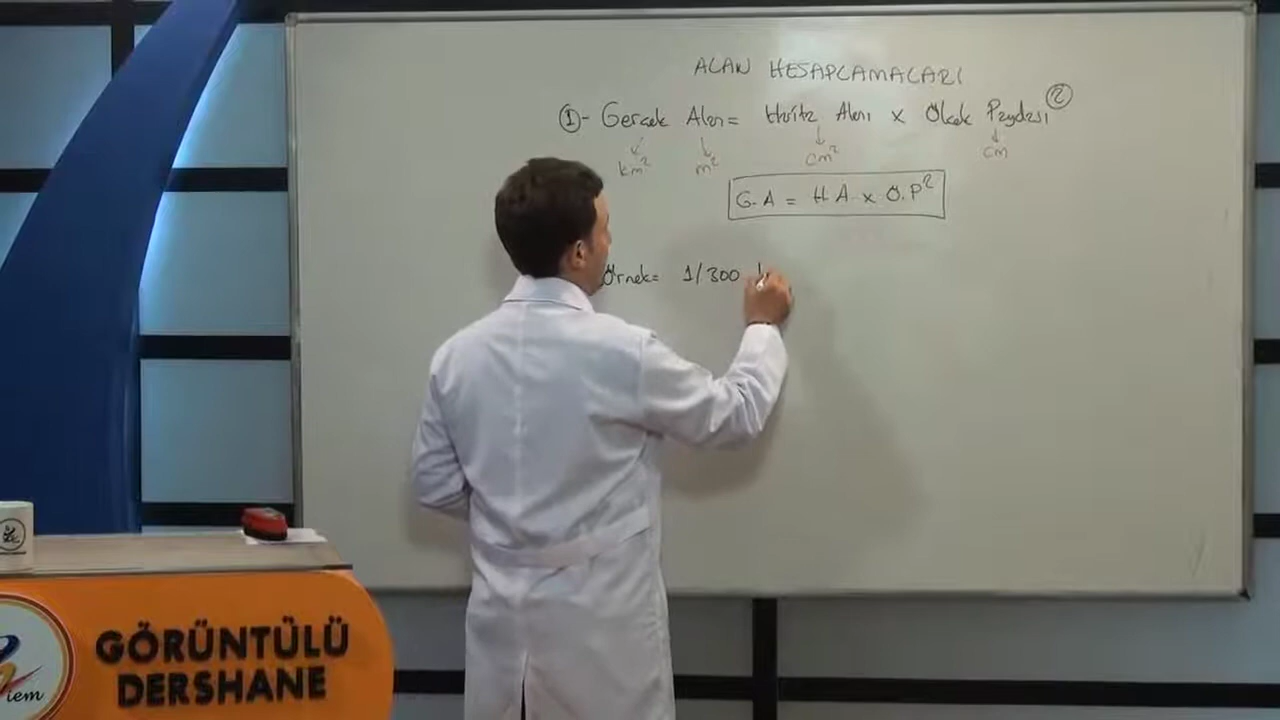 ALAN HESAPLAMALARI
①- Gerçek Alan = Harita Alanı x Ölçek Paydası ②
km² m² cm² cm
G.A = H.A x Ö.P²
Örnek= 1/300
GÖRÜNTÜLÜ
DERSHANE
iem